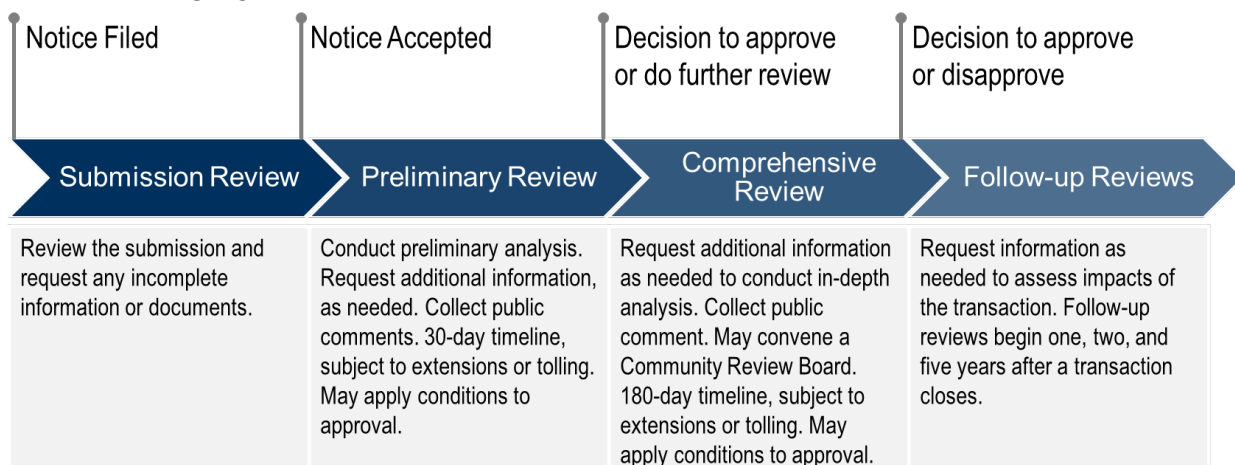 Notice Filed
Notice Accepted
Decision to approve
or do further review
Decision to approve
or disapprove
Submission Review
Preliminary Review
Comprehensive
Review
Follow-up Reviews
Review the submission and
request any incomplete
information or documents.
Conduct preliminary analysis.
Request additional information,
as needed. Collect public
comments. 30-day timeline,
subject to extensions or tolling.
May apply conditions to
approval.
Request additional information
as needed to conduct in-depth
analysis. Collect public
comment. May convene a
Community Review Board.
180-day timeline, subject to
extensions or tolling. May
apply conditions to approval.
Request information as
needed to assess impacts of
the transaction. Follow-up
reviews begin one, two, and
five years after a transaction
closes.